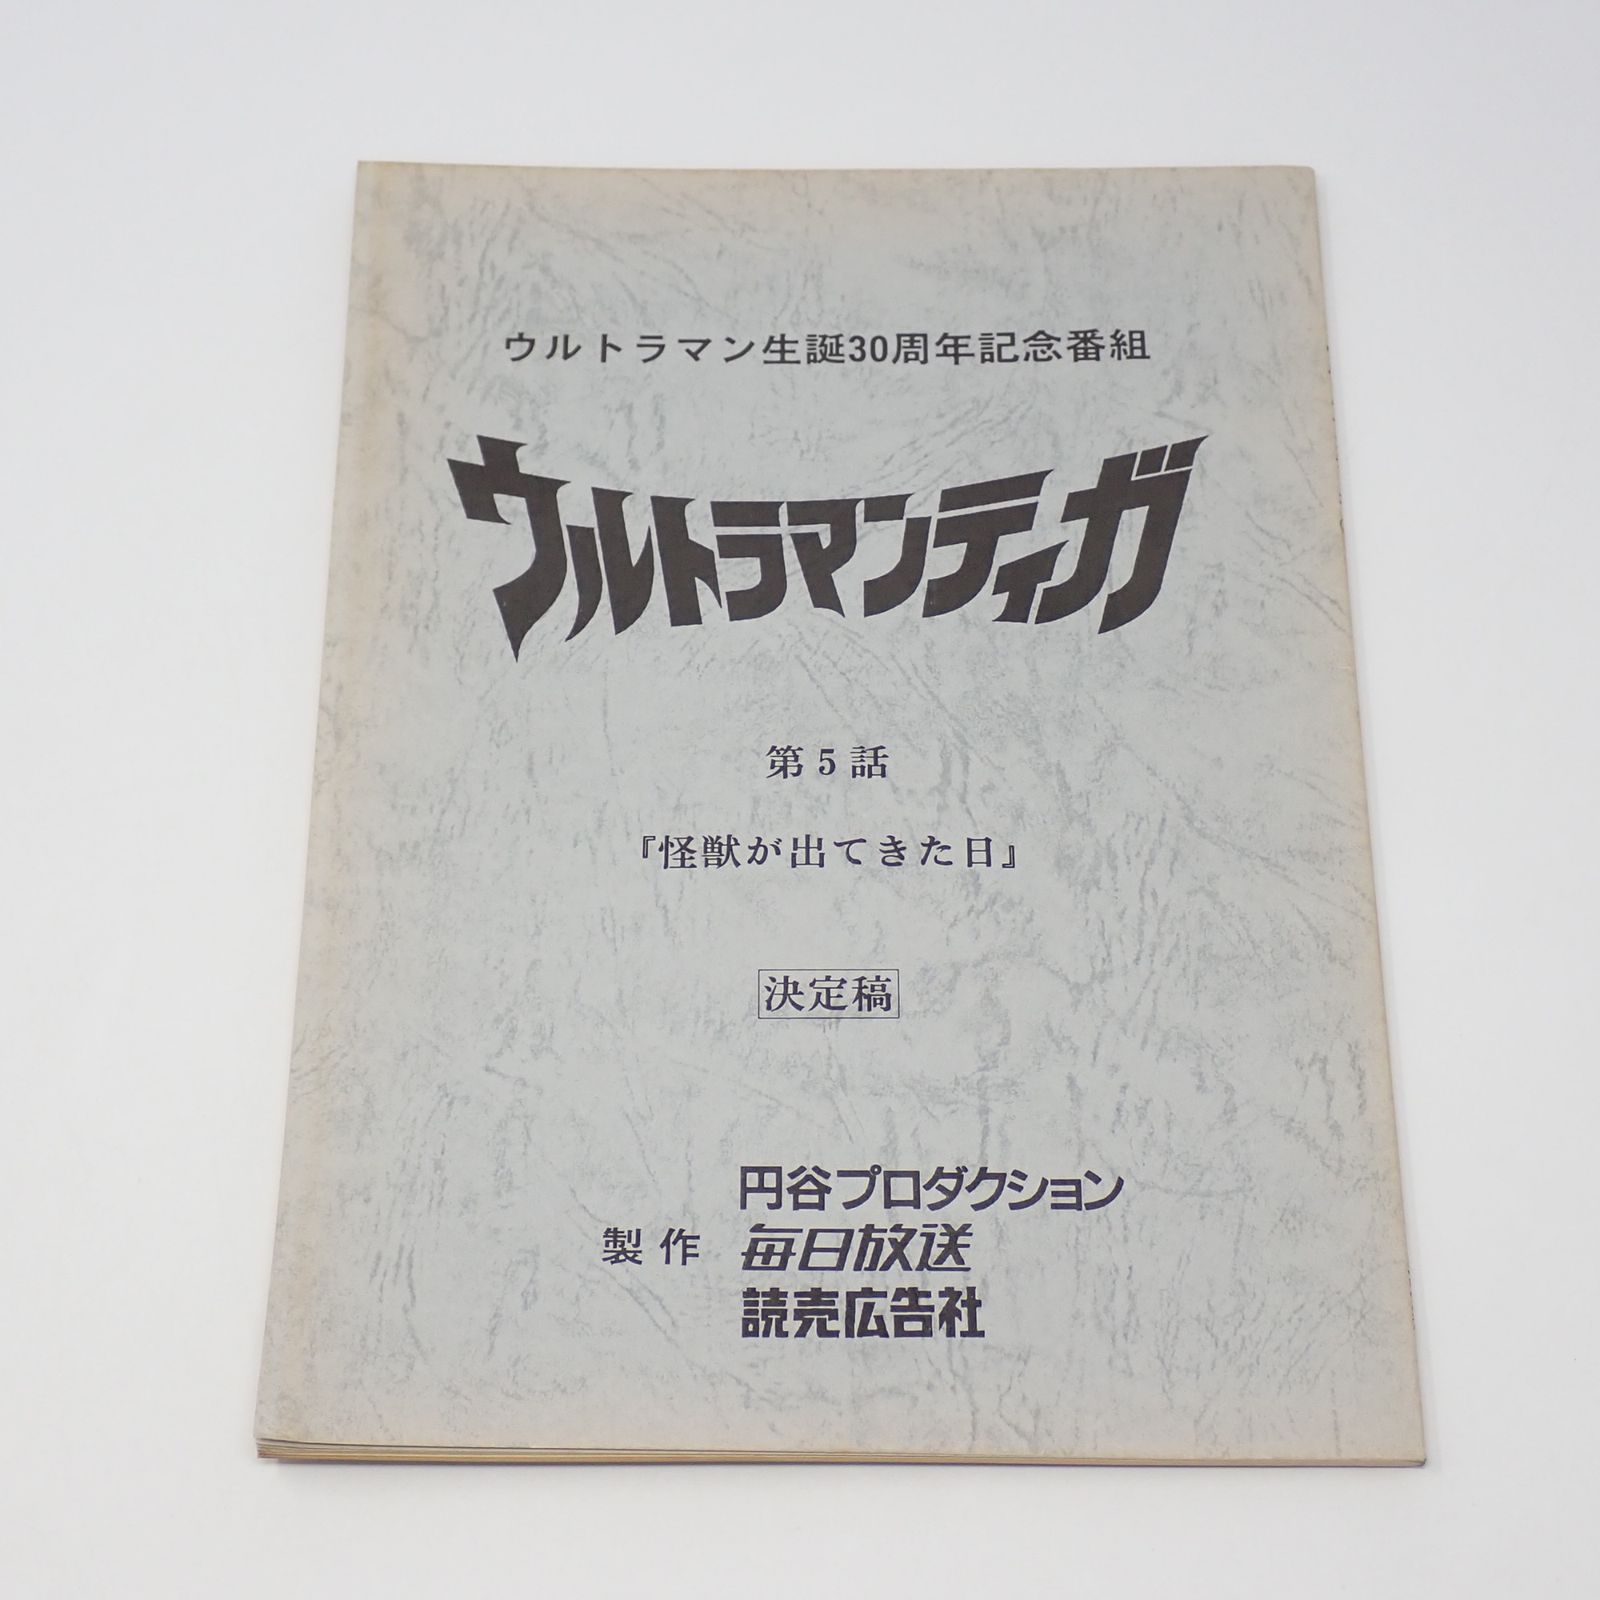 ウルトラマン生誕30周年記念番組
ウルトラマンティガ
第5話
『怪獣が出てきた日』
決定稿
製作
円谷プロダクション
毎日放送
読売広告社